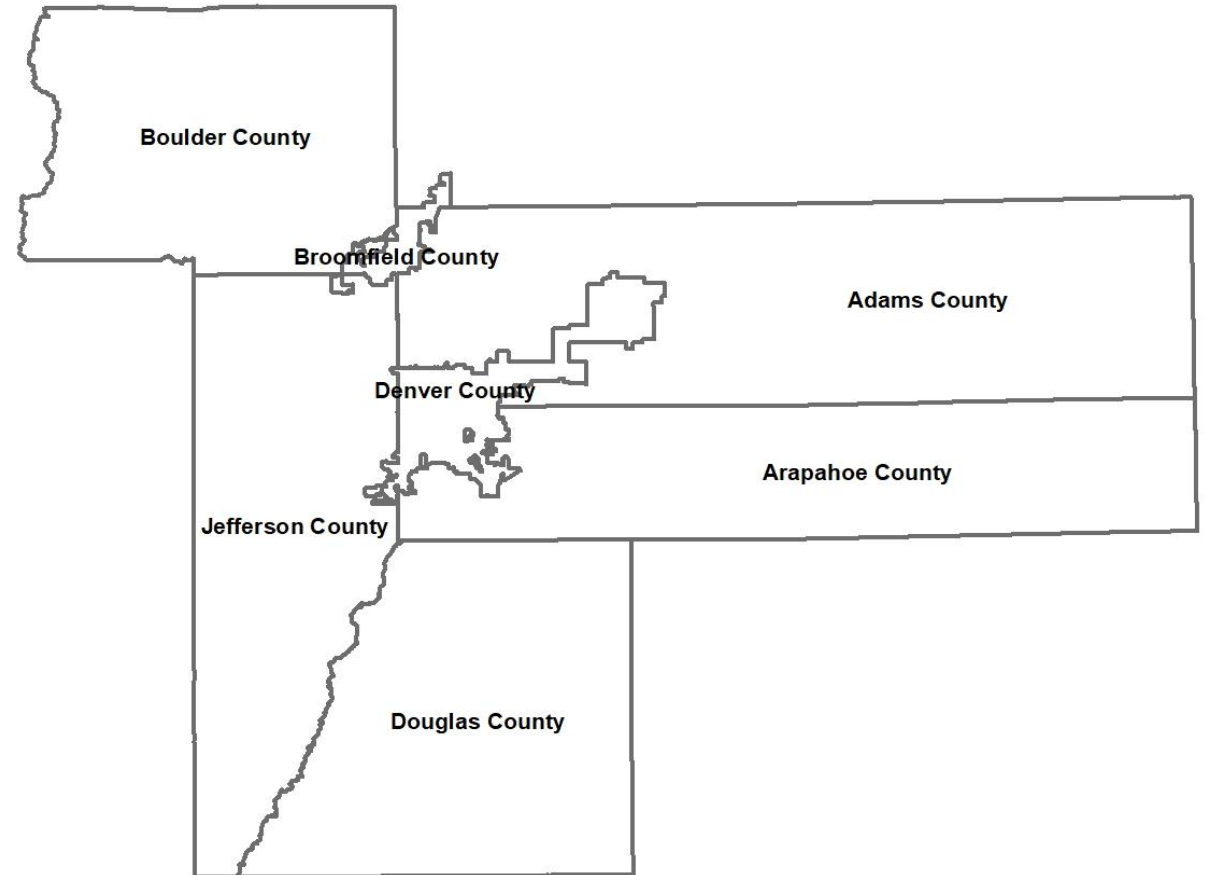 Boulder County
Broomfield County
Adams County
Denver County
Arapahoe County
Jefferson County
Douglas County